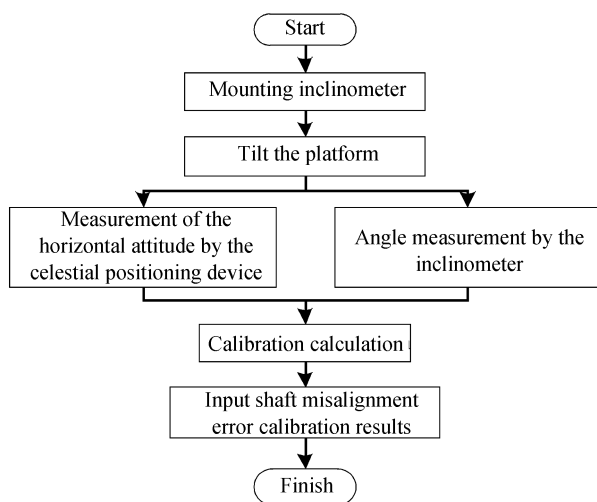 Start
Mounting inclinometer
Tilt the platform
Measurement of the
horizontal attitude by the
celestial positioning device
Angle measurement by the
inclinometer
Calibration calculation
Input shaft misalignment
error calibration results
Finish